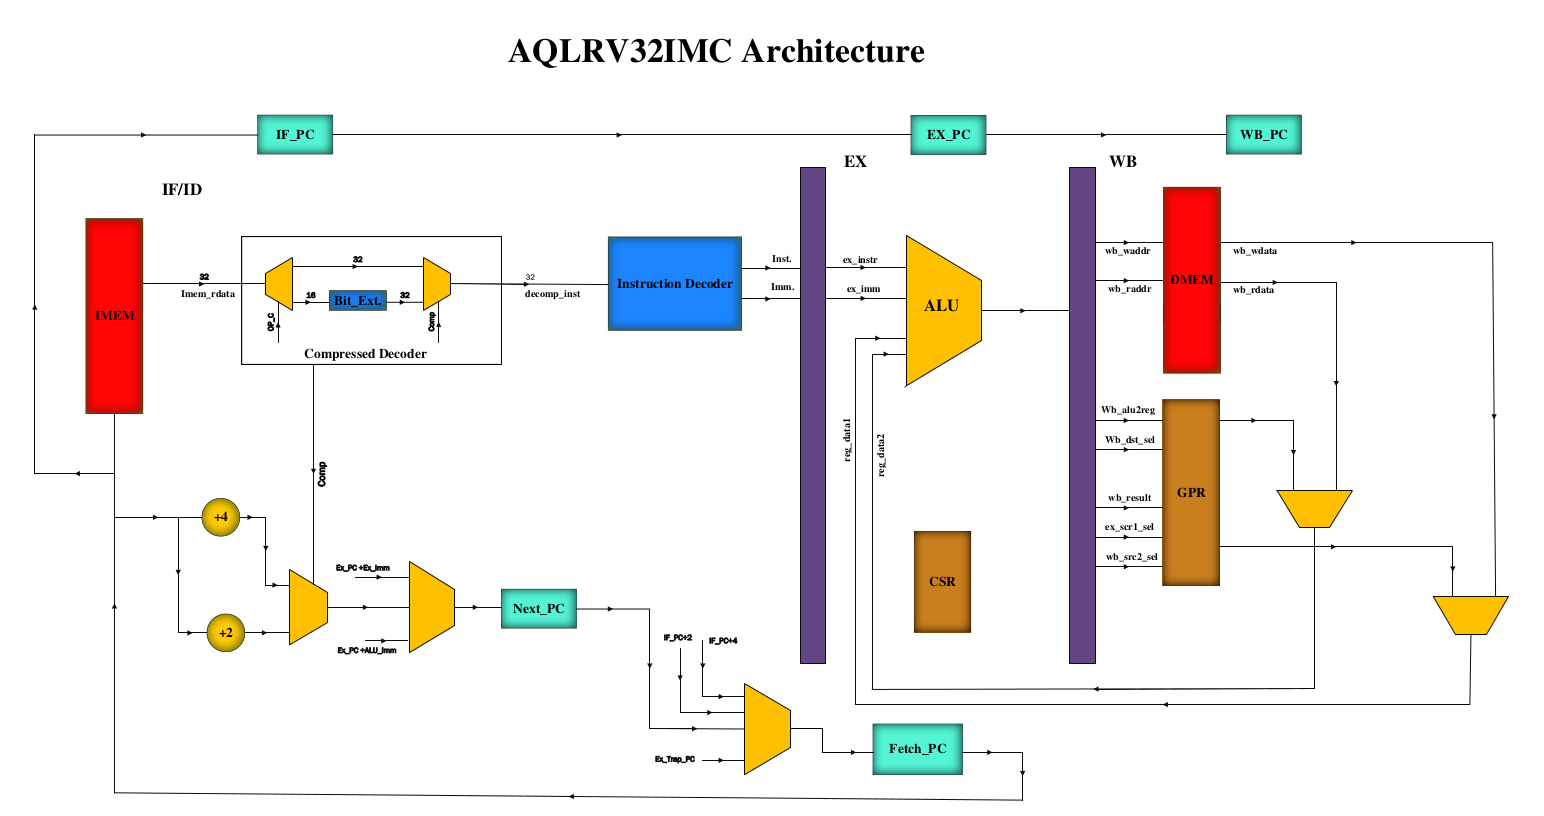 AQLRV32IMC Architecture
IF_PC
EX_PC
WB_PC
EX
WB
IF/ID
IMEM
32
Imem_rdata
32
16
Bit_Ext.
32
OP_C
Comp
Compressed Decoder
32
decomp_inst
Instruction Decoder
Inst.
Imm.
ex_instr
ex_imm
ALU
reg_data1
reg_data2
wb_waddr
wb_raddr
DMEM
wb_wdata
wb_rdata
Wb_alu2reg
Wb_dst_sel
wb_result
ex_scr1_sel
wb_src2_sel
GPR
CSR
Comp
+4
+2
Ex_PC +Ex_Imm
Ex_PC +ALU_Imm
Next_PC
IF_PC+2
IF_PC+4
Ex_Trap_PC
Fetch_PC